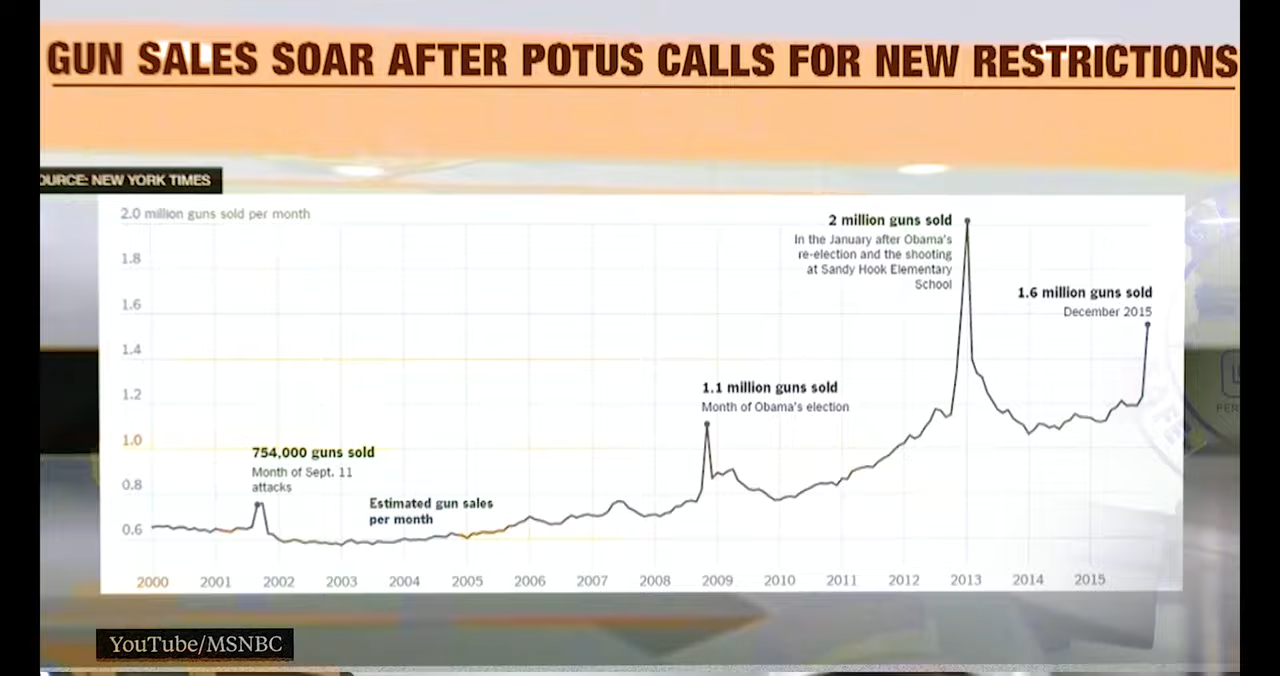 GUN SALES SOAR AFTER POTUS CALLS FOR NEW RESTRICTIONS
OURCE: NEW YORK TIMES
2.0 million guns sold per month
1.8
1.6
1.4
1.2
1.0
0.8
0.6
754,000 guns sold
Month of Sept. 11
attacks
Estimated gun sales
per month
1.1 million guns sold
Month of Obama's election
2 million guns sold
In the January after Obama's
re-election and the shooting
at Sandy Hook Elementary
School
1.6 million guns sold
December 2015
2000 2001 2002 2003 2004 2005 2006 2007 2008 2009 2010 2011 2012 2013 2014 2015
YouTube/MSNBC